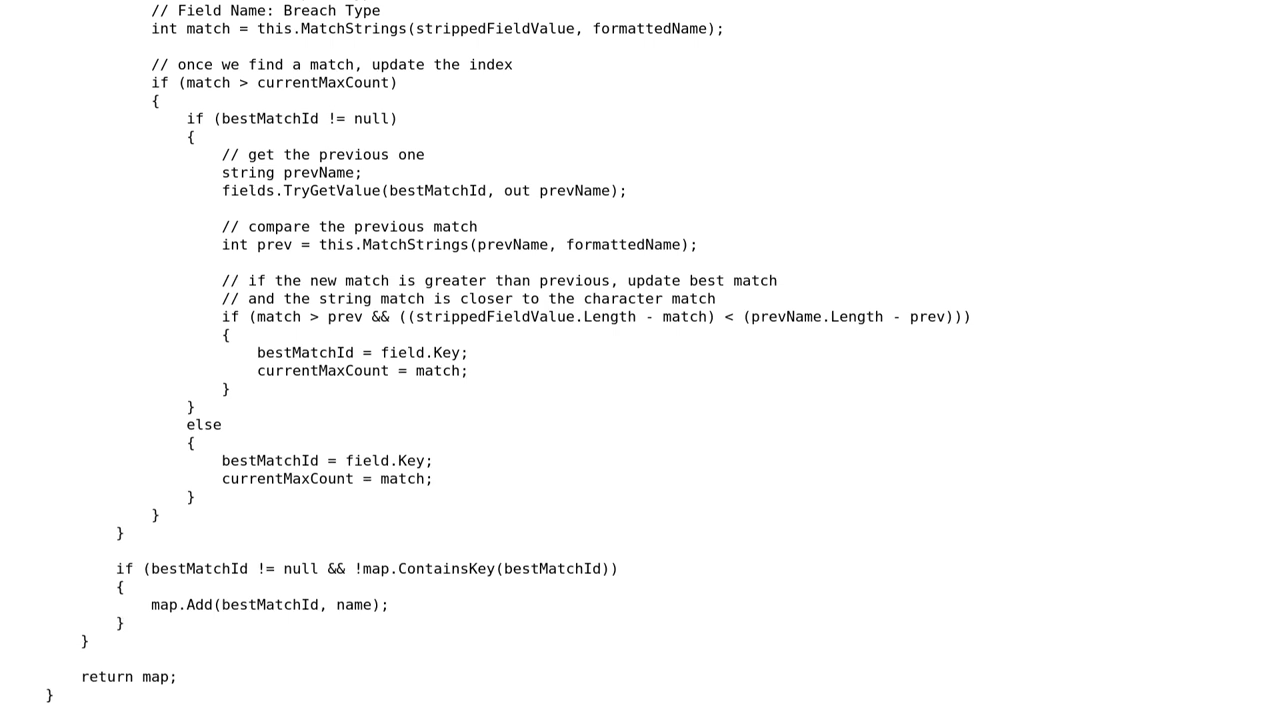 // Field Name: Breach Type
int match = this.MatchStrings(strippedFieldValue, formattedName);
// once we find a match, update the index
if (match > currentMaxCount)
{
if (bestMatchId != null)
{
// get the previous one
string prevName;
fields.TryGetValue(bestMatchId, out prevName);
// compare the previous match
int prev = this.MatchStrings(prevName, formattedName);
// if the new match is greater than previous, update best match
// and the string match is closer to the character match
if (match > prev && ((strippedFieldValue.Length - match) < (prevName.Length - prev)))
{
bestMatchId = field.Key;
currentMaxCount = match;
}
}
else
{
bestMatchId = field.Key;
currentMaxCount = match;
}
}
}
if (bestMatchId != null && !map.ContainsKey(bestMatchId))
{
map.Add(bestMatchId, name);
}
}
return map;
}